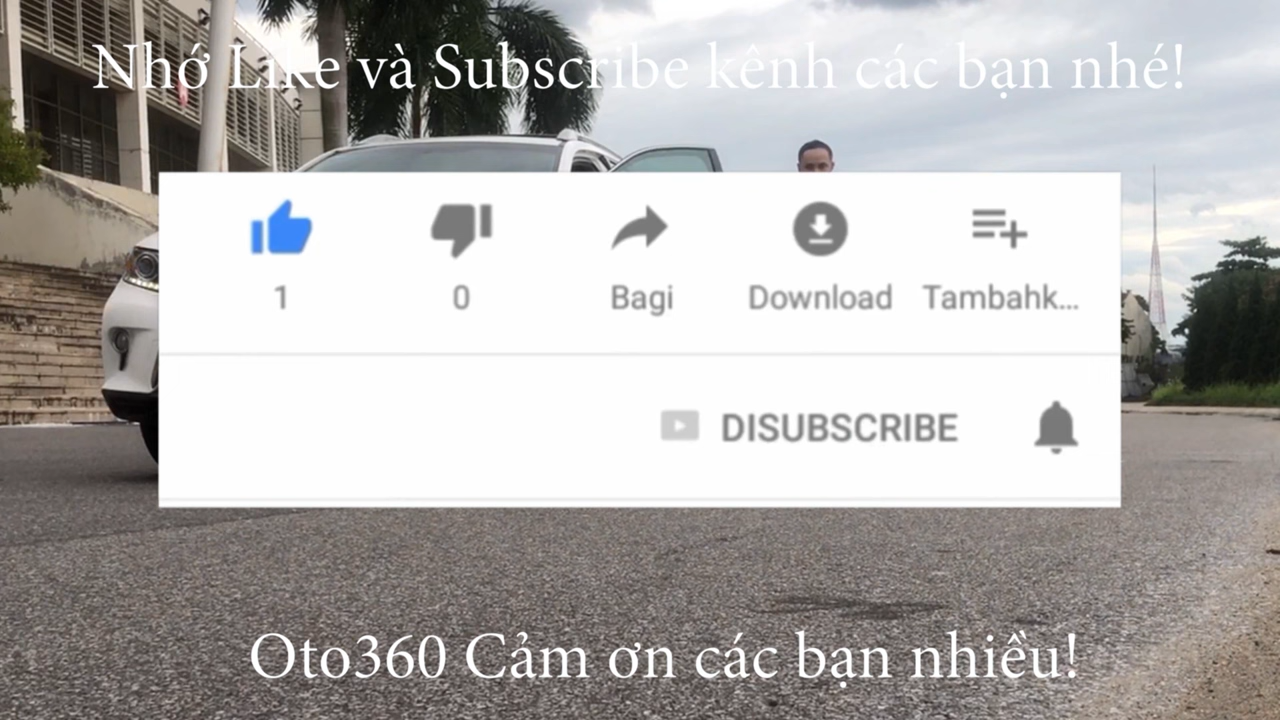 Nhớ Like và Subscribe kênh các bạn nhé!
1 0 Bagi Download Tambahk...
DISUBSCRIBE
Oto360 Cảm ơn các bạn nhiều!